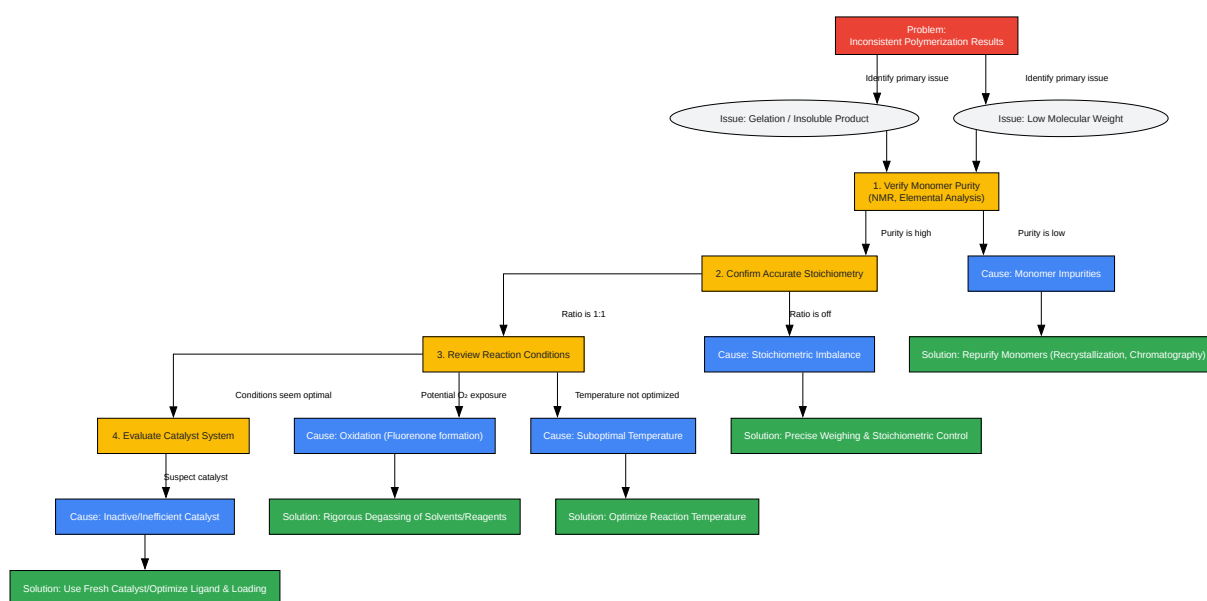 Problem:
Inconsistent Polymerization Results
Identify primary issue
Identify primary issue
Issue: Gelation / Insoluble Product
Issue: Low Molecular Weight
1. Verify Monomer Purity
(NMR, Elemental Analysis)
Purity is high
Purity is low
2. Confirm Accurate Stoichiometry
Cause: Monomer Impurities
Ratio is 1:1
Ratio is off
3. Review Reaction Conditions
Cause: Stoichiometric Imbalance
Solution: Repurify Monomers (Recrystallization, Chromatography)
Conditions seem optimal
Potential O₂ exposure
Temperature not optimized
4. Evaluate Catalyst System
Cause: Oxidation (Fluorenone formation)
Cause: Suboptimal Temperature
Solution: Precise Weighing & Stoichiometric Control
Suspect catalyst
Cause: Inactive/Inefficient Catalyst
Solution: Rigorous Degassing of Solvents/Reagents
Solution: Optimize Reaction Temperature
Solution: Use Fresh Catalyst/Optimize Ligand & Loading